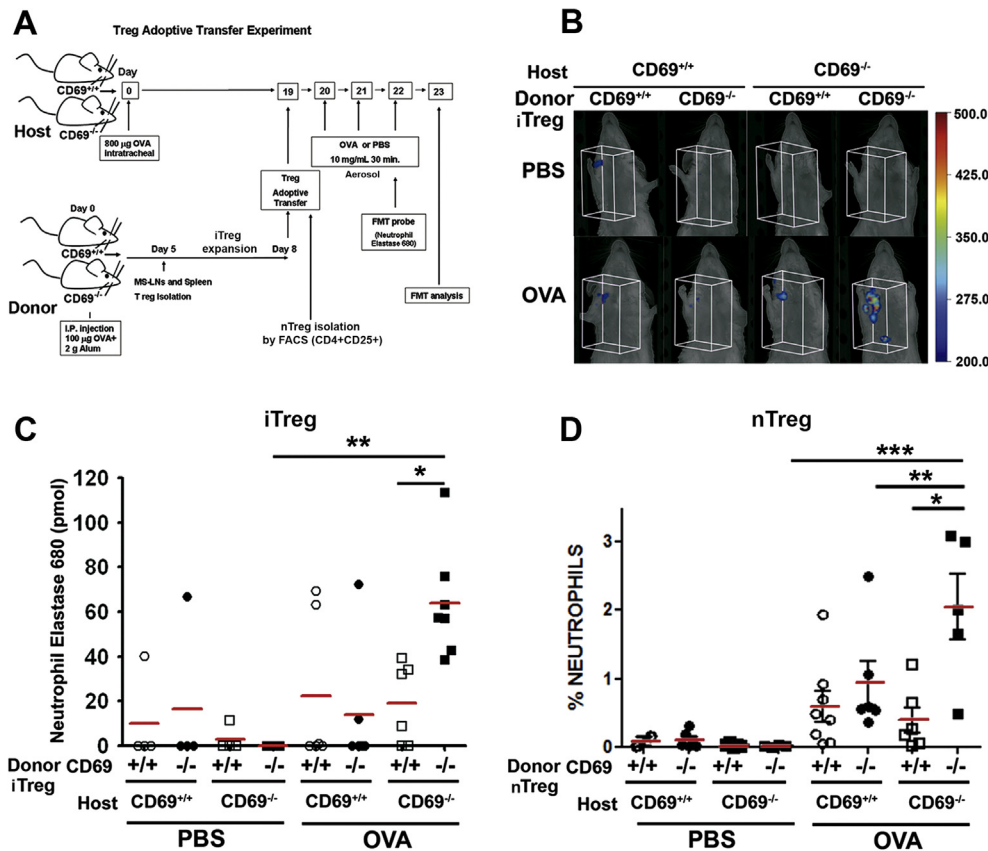 A
Treg Adoptive Transfer Experiment
Day
CD69+/+
0
19
20
21
22
23
CD69-/-
Host
800 µg OVA
Intratracheal
OVA or PBS
10 mg/mL 30 min.
Aerosol
Treg
Adoptive
Transfer
FMT probe
(Neutrophil
Elastase 680)
Day 0
iTreg
expansion
Day 5
Day 8
CD69+/+
MS-LNs and Spleen
T reg Isolation
CD69-/-
Donor
FMT analysis
nTreg isolation
by FACS (CD4+CD25+)
I.P. injection
100 µg OVA+
2 g Alum
B
Host CD69+/+ CD69-/-
Donor CD69+/+ CD69-/- CD69+/+ CD69-/-
iTreg
PBS
OVA
500.0
425.0
350.0
275.0
200.0
C
iTreg
**
*
Neutrophil Elastase 680 (pmol)
120
100
80
60
40
20
0
Donor CD69 +/+ -/- +/+ -/- +/+ -/- +/+ -/-
iTreg
Host CD69+/+ CD69-/- CD69+/+ CD69-/-
PBS OVA
D
nTreg
***
**
*
% NEUTROPHILS
3
2
1
0
Donor CD69 +/+ -/- +/+ -/- +/+ -/- +/+ -/-
nTreg
Host CD69+/+ CD69-/- CD69+/+ CD69-/-
PBS OVA